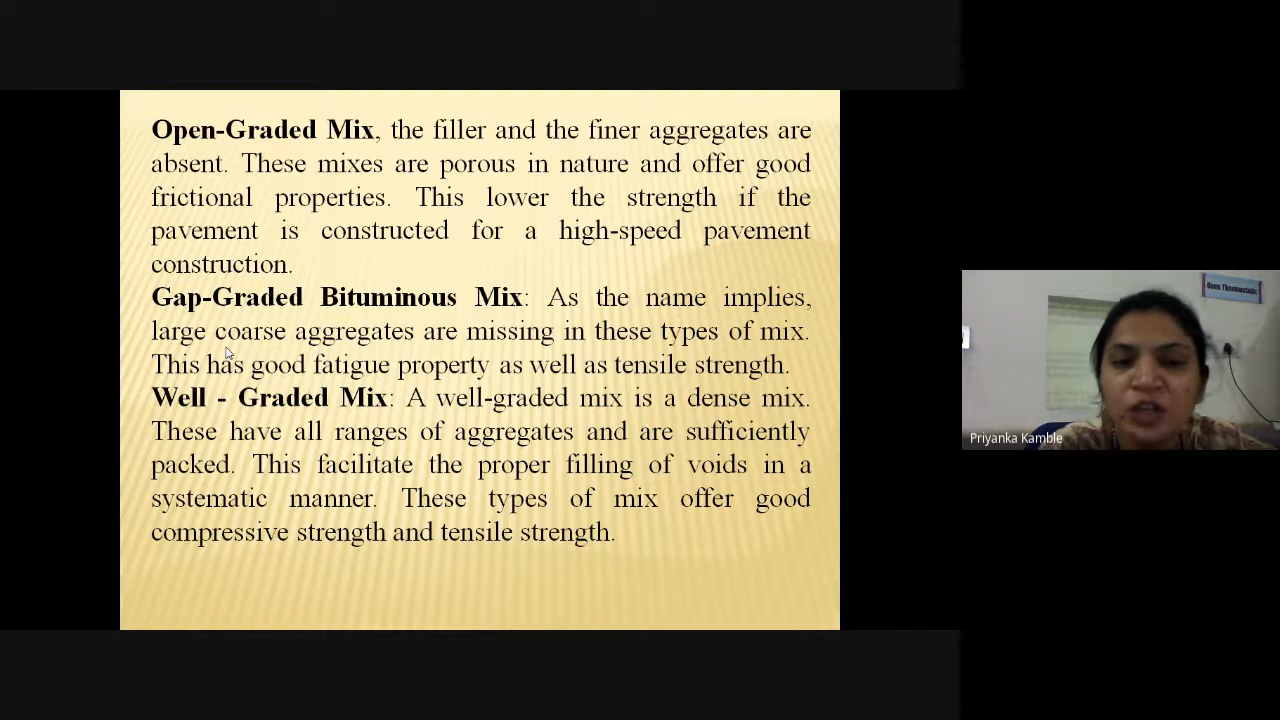 Open-Graded Mix, the filler and the finer aggregates are
absent. These mixes are porous in nature and offer good
frictional properties. This lower the strength if the
pavement is constructed for a high-speed pavement
construction.
Gap-Graded Bituminous Mix: As the name implies,
large coarse aggregates are missing in these types of mix.
This has good fatigue property as well as tensile strength.
Well - Graded Mix: A well-graded mix is a dense mix.
These have all ranges of aggregates and are sufficiently
packed. This facilitate the proper filling of voids in a
systematic manner. These types of mix offer good
compressive strength and tensile strength.
Priyanka Kamble